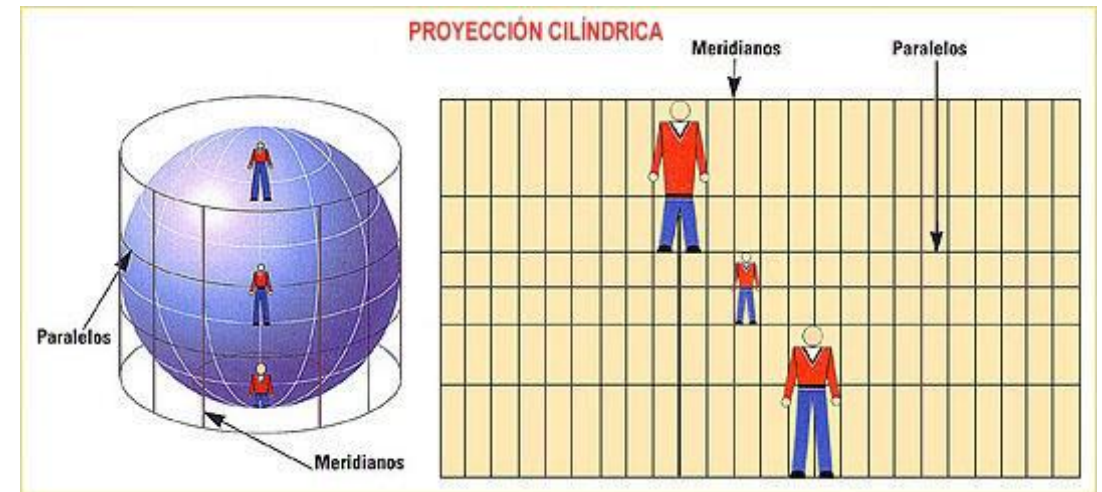 PROYECCIÓN CILÍNDRICA
Meridianos
Paralelos
Paralelos
Meridianos